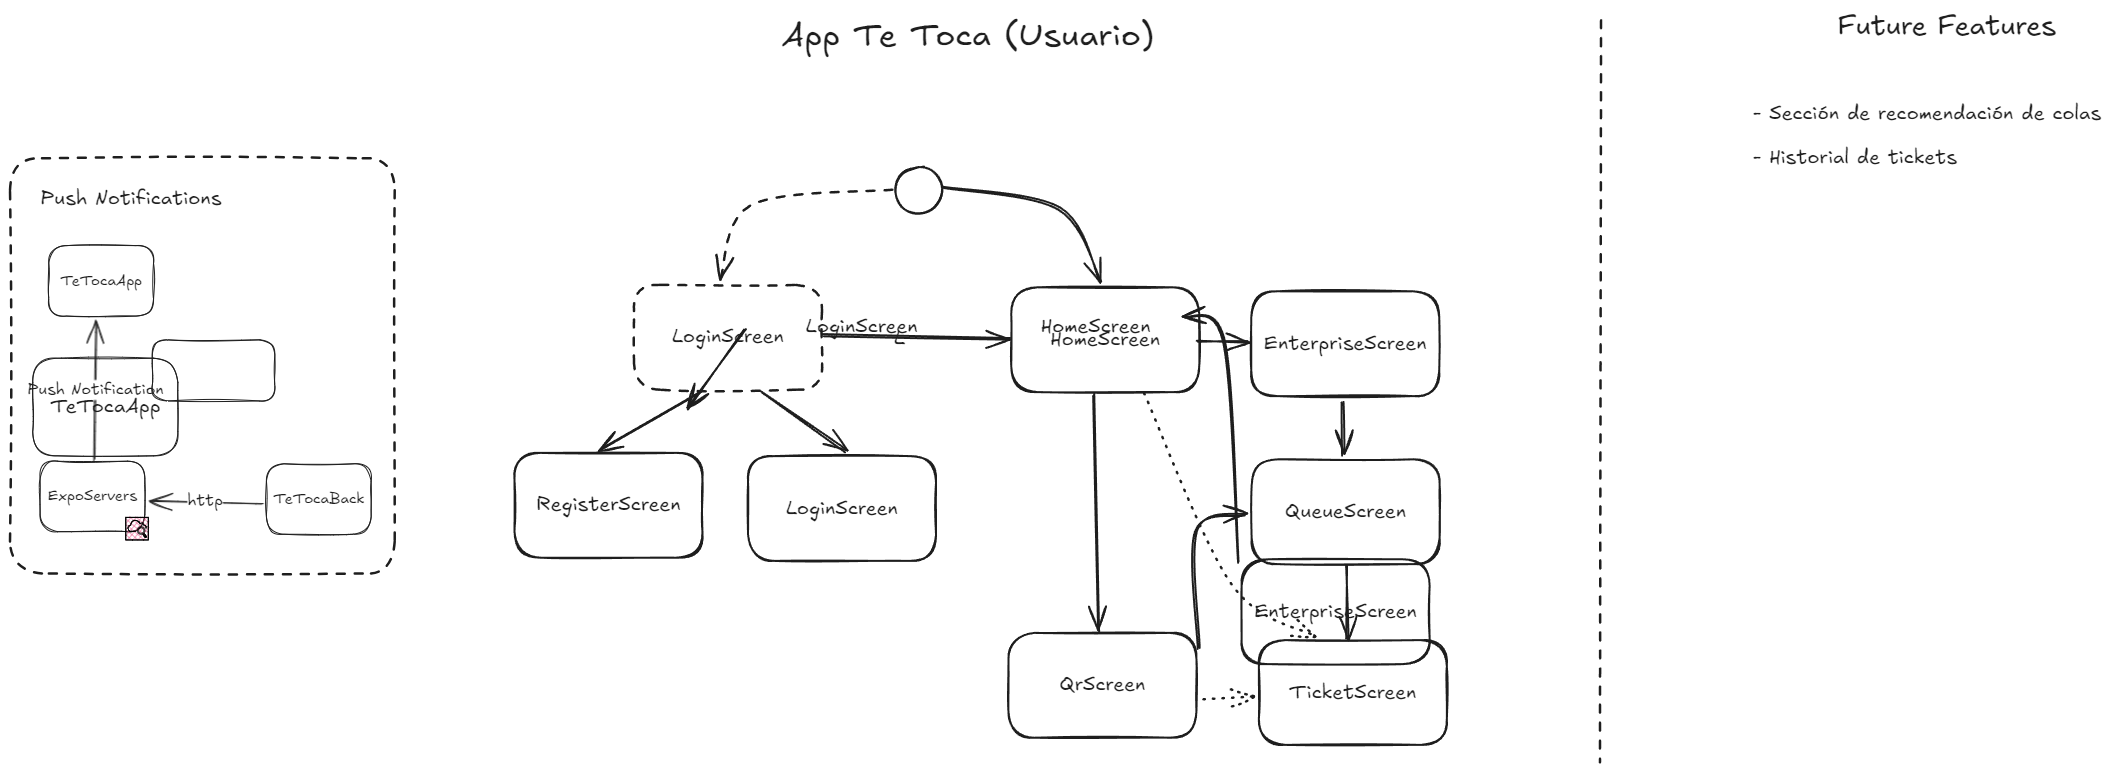 App Te Toca (Usuario)
Future Features
- Sección de recomendación de colas
- Historial de tickets
Push Notifications
TeTocaApp
Push Notification
TeTocaApp
ExpoServers
http
TeTocaBack
LoginScreen
LoginScreen
L
HomeScreen
HomeScreen
EnterpriseScreen
RegisterScreen
LoginScreen
QueueScreen
EnterpriseScreen
QrScreen
TicketScreen